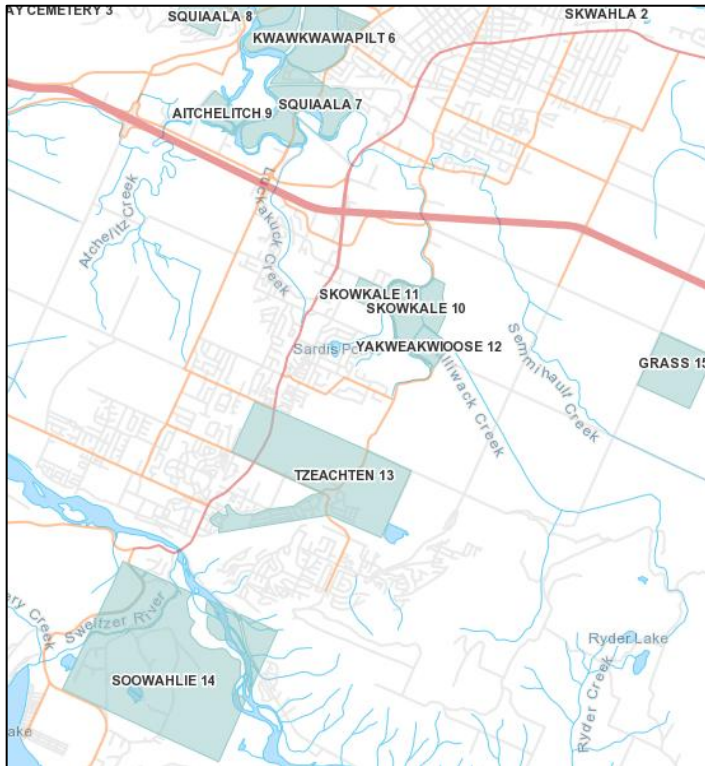 AY CEMETERY 3
SQUIAALA 8
SKWAHLA 2
KWAWKWAWAPILT 6
SQUIAALA 7
AITCHELITCH 9
Luckakuck Creek
Atchelitz Creek
SKOWKALE 11
SKOWKALE 10
Sardis Po
YAKWEAKWIOOSE 12
GRASS 15
Semmihault Creek
illiwack Creek
TZEACHTEN 13
ery Creek
Sweltzer River
Ryder Lake
SOOWAHLIE 14
Ryder Creek
ake